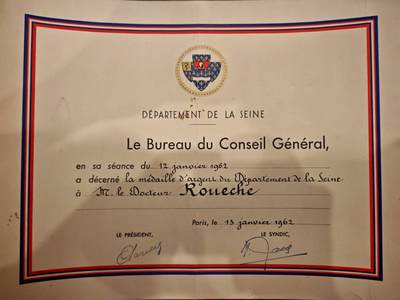 DÉPARTEMENT DE LA SEINE
Le Bureau du Conseil Général,
en sa séance du 12 janvier 1962
a décerné la médaille d'argent du Département de la Seine
à M. le Docteur Roueche
Paris, le 13 janvier 1962
LE PRÉSIDENT, LE SYNDIC,